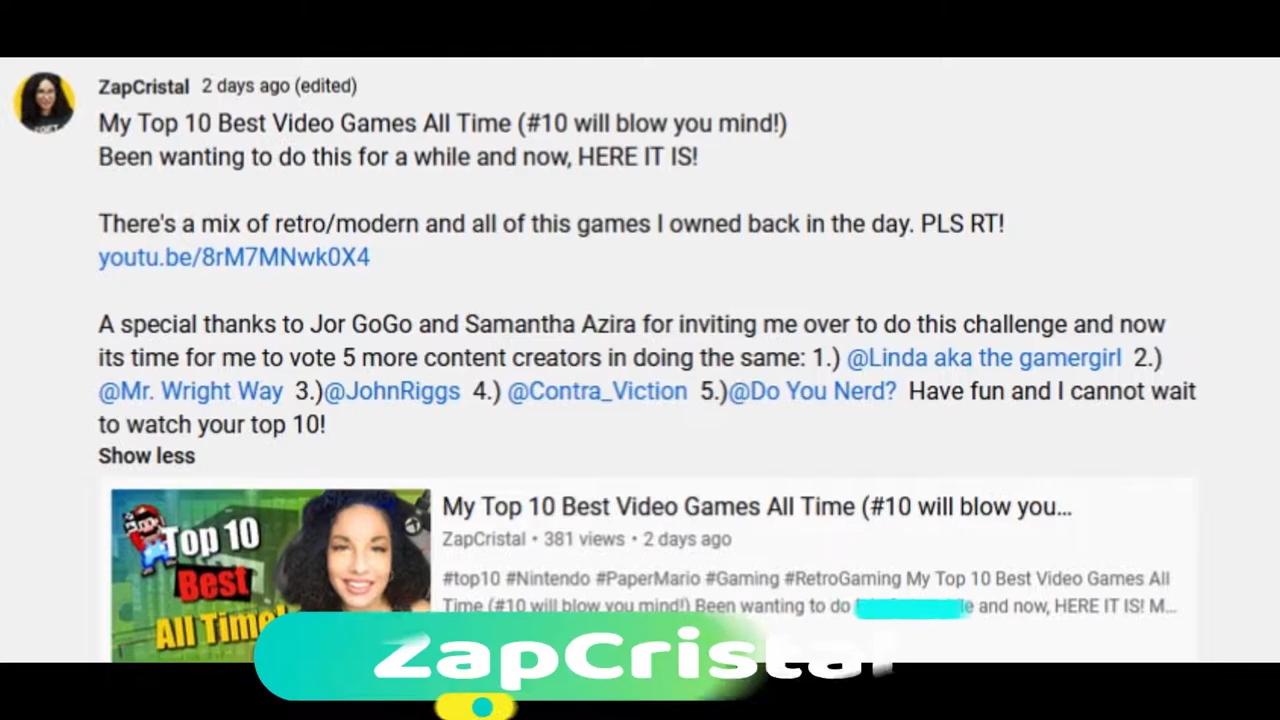 ZapCristal 2 days ago (edited)
My Top 10 Best Video Games All Time (#10 will blow you mind!)
Been wanting to do this for a while and now, HERE IT IS!
There's a mix of retro/modern and all of this games I owned back in the day. PLS RT!
youtu.be/8rM7MNwk0X4
A special thanks to Jor GoGo and Samantha Azira for inviting me over to do this challenge and now
its time for me to vote 5 more content creators in doing the same: 1.) @Linda aka the gamergirl 2.)
@Mr. Wright Way 3.)@JohnRiggs 4.) @Contra_Viction 5.)@Do You Nerd? Have fun and I cannot wait
to watch your top 10!
Show less
Top 10
Best
All Time!
My Top 10 Best Video Games All Time (#10 will blow you...
ZapCristal • 381 views • 2 days ago
#top10 #Nintendo #PaperMario #Gaming #RetroGaming My Top 10 Best Video Games All
Time (#10 will blow you mind!) Been wanting to do and now, HERE IT IS! M...
ZapCristal